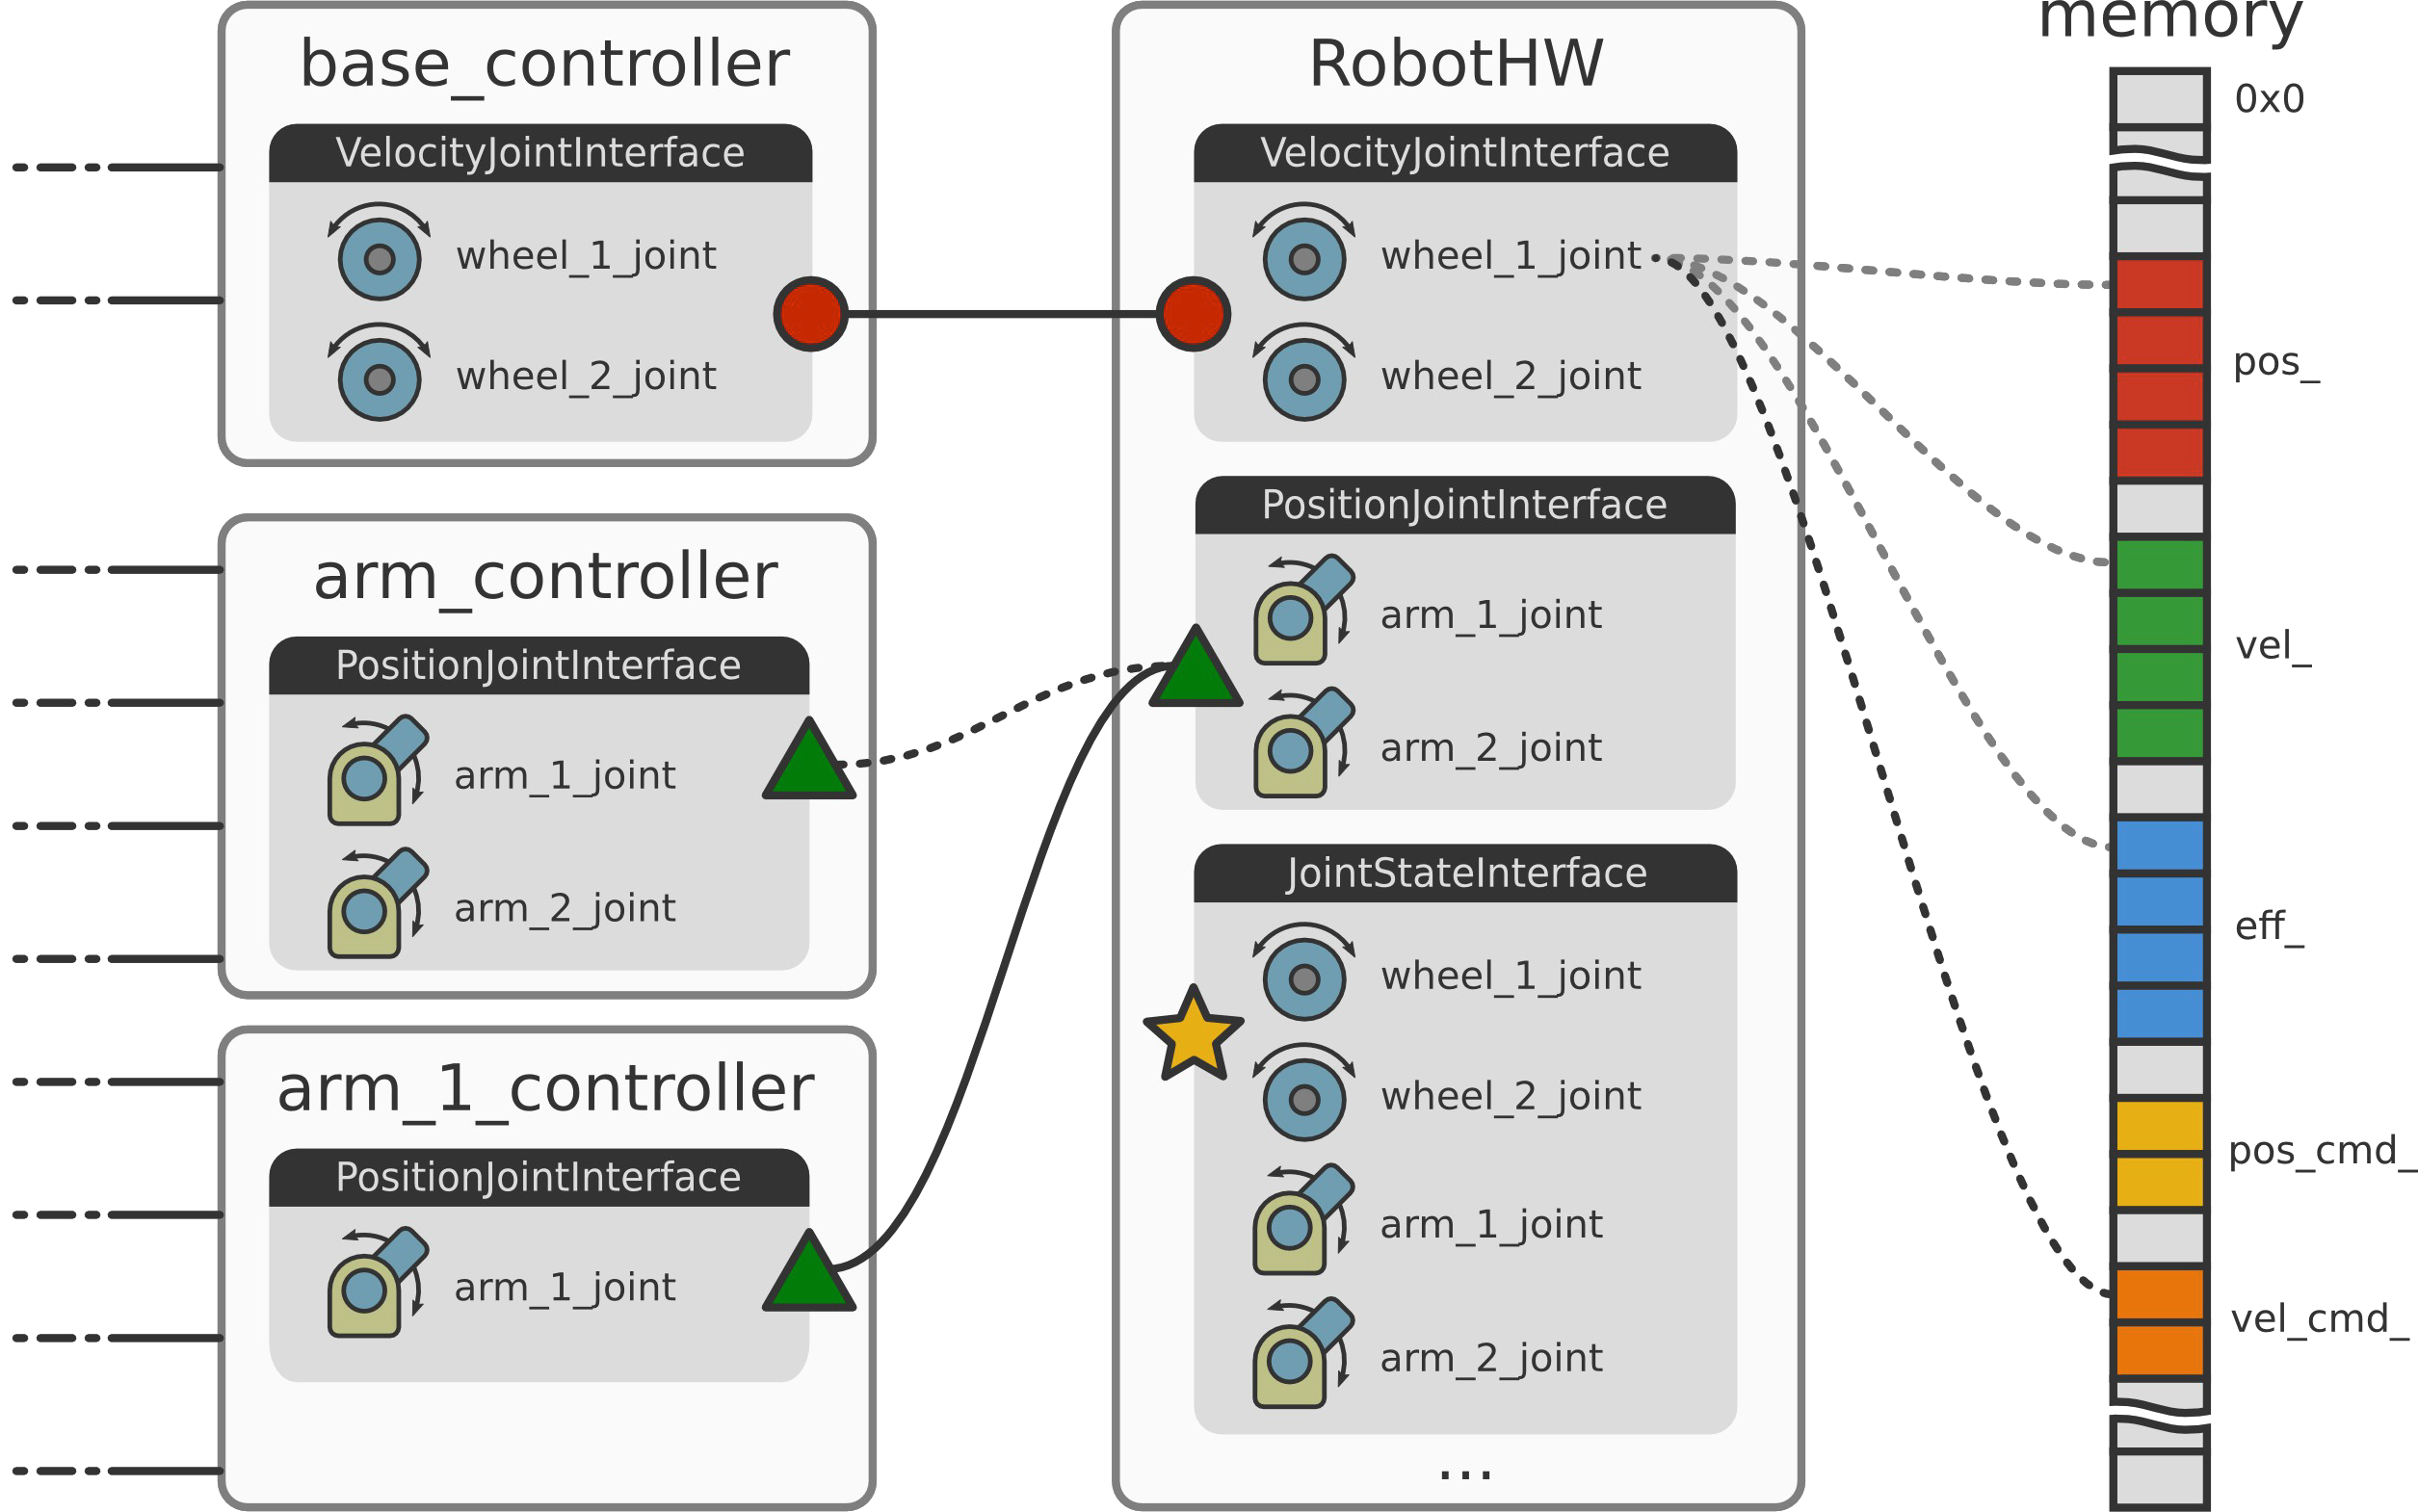 base_controller
VelocityJointInterface
wheel_1_joint
wheel_2_joint
arm_controller
PositionJointInterface
arm_1_joint
arm_2_joint
arm_1_controller
PositionJointInterface
arm_1_joint
RobotHW
VelocityJointInterface
wheel_1_joint
wheel_2_joint
PositionJointInterface
arm_1_joint
arm_2_joint
JointStateInterface
wheel_1_joint
wheel_2_joint
arm_1_joint
arm_2_joint
...
memory
0x0
pos_
vel_
eff_
pos_cmd_
vel_cmd_